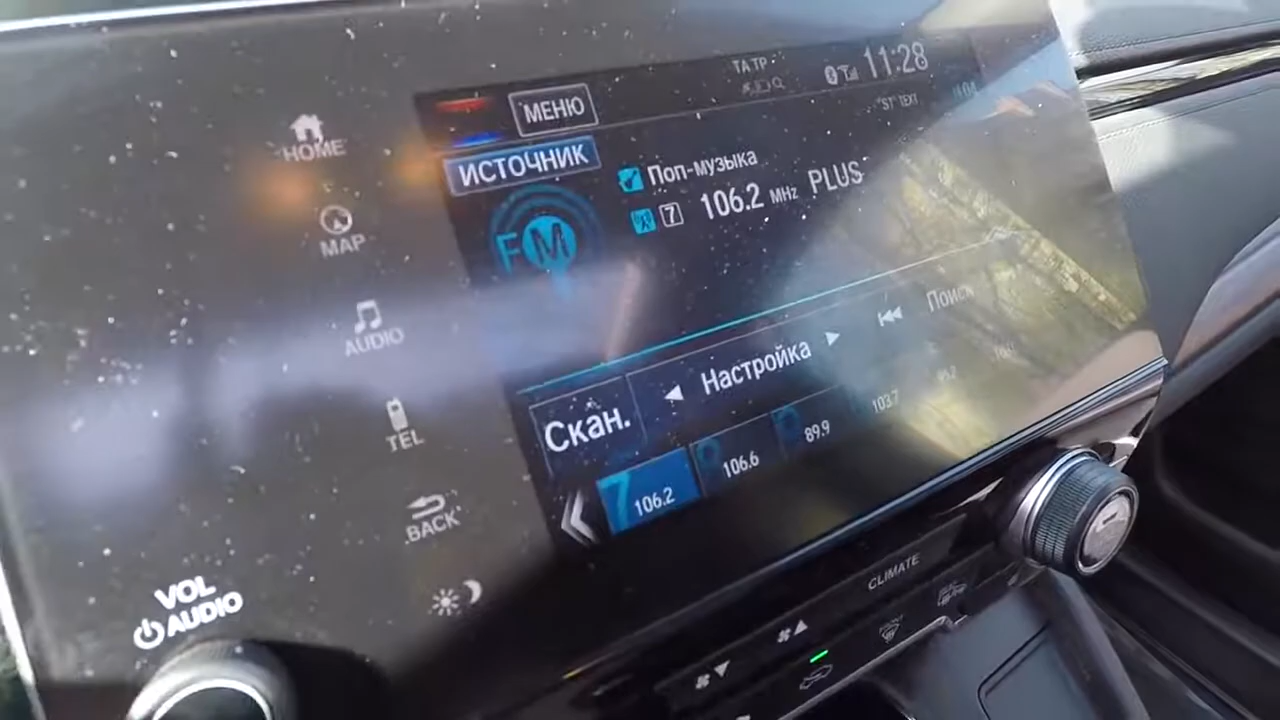 TA TP
11:28
МЕНЮ
"ST" TEXT
HOME
ИСТОЧНИК
Поп-музыка
7 106.2 MHz PLUS
FM
MAP
AUDIO
Настройка
Поиск
Скан.
TEL
7 106.2
106.6
89.9
103.7
BACK
VOL
AUDIO
CLIMATE